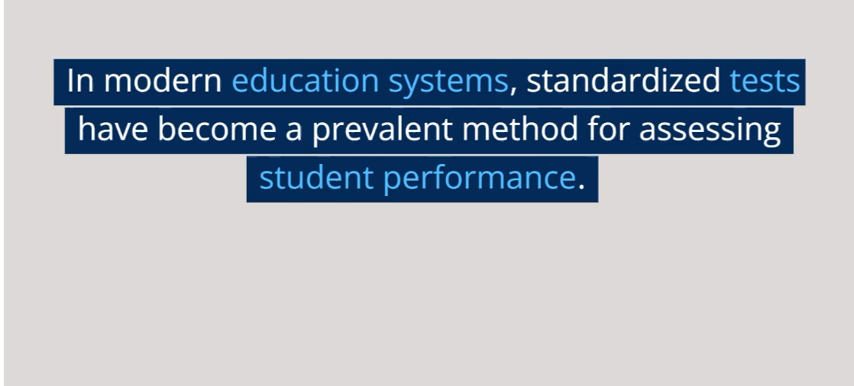 In modern education systems, standardized tests
have become a prevalent method for assessing
student performance.